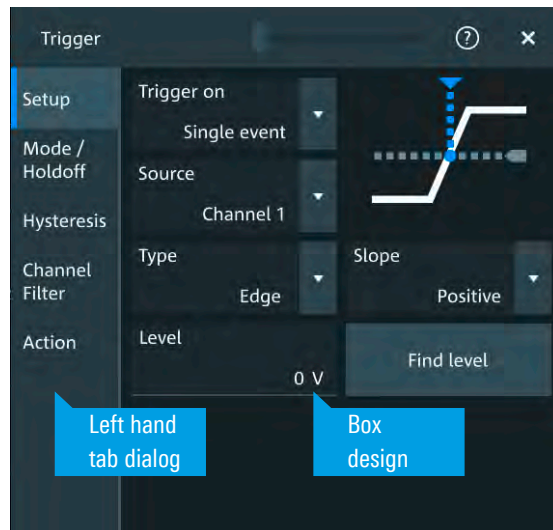 Trigger
?
×
Setup
Mode /
Holdoff
Hysteresis
Channel
Filter
Action
Trigger on
Single event
Source
Channel 1
Type
Edge
Slope
Positive
Level
0 V
Find level
Left hand
tab dialog
Box
design